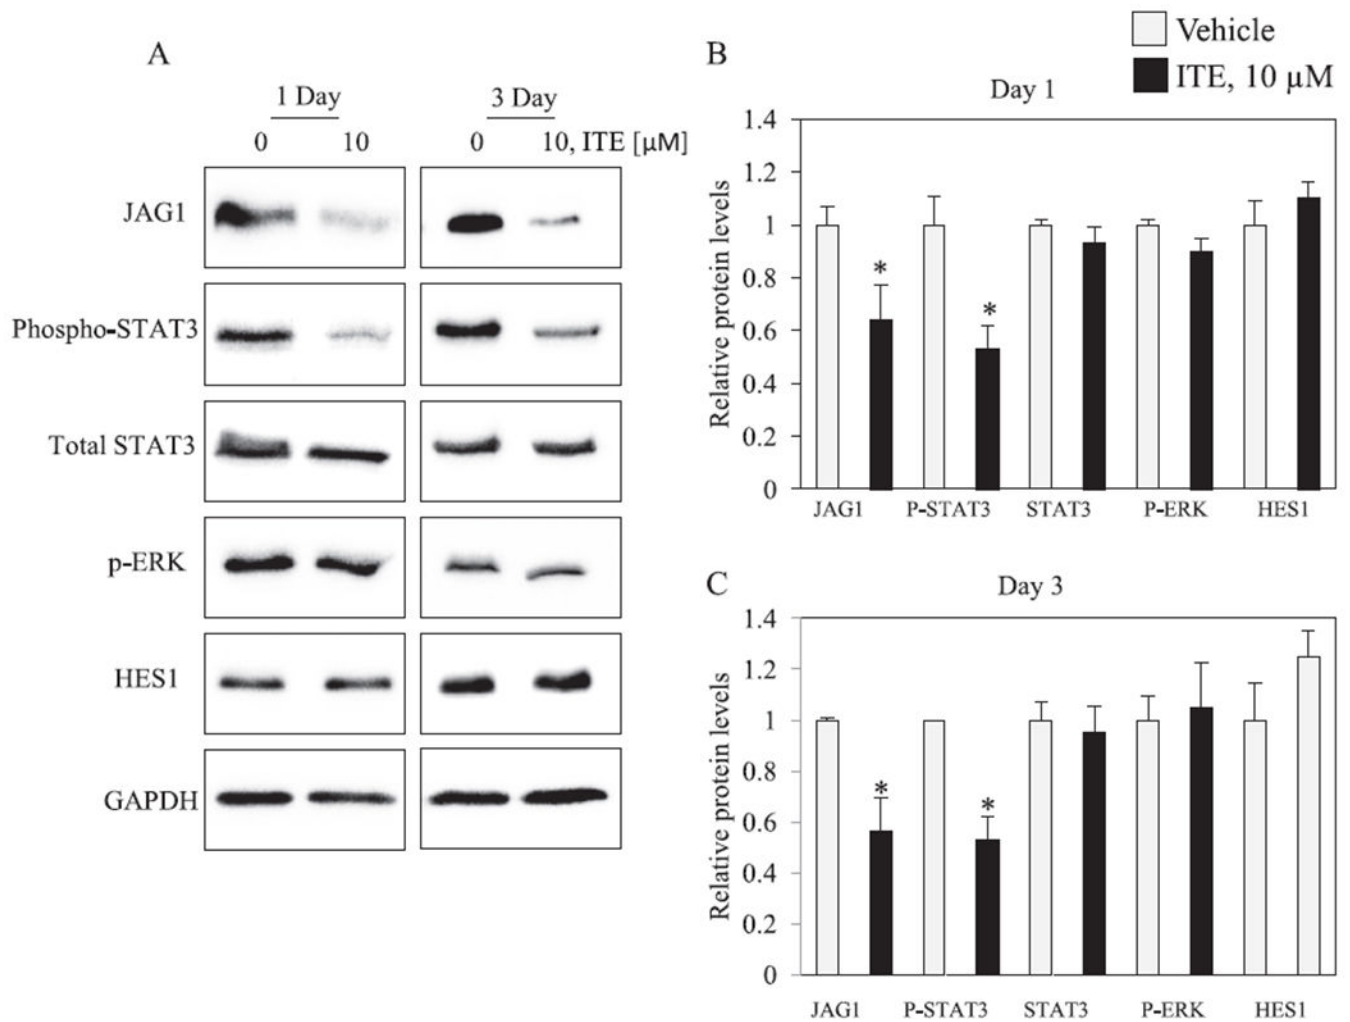 A
1 Day 3 Day
0 10 0 10, ITE [µM]
JAG1
Phospho-STAT3
Total STAT3
p-ERK
HES1
GAPDH
Vehicle
ITE, 10 µM
B
Day 1
Relative protein levels
1.4
1.2
1
0.8
0.6
0.4
0.2
0
*
*
JAG1 P-STAT3 STAT3 P-ERK HES1
C
Day 3
Relative protein levels
1.4
1.2
1
0.8
0.6
0.4
0.2
0
*
*
JAG1 P-STAT3 STAT3 P-ERK HES1